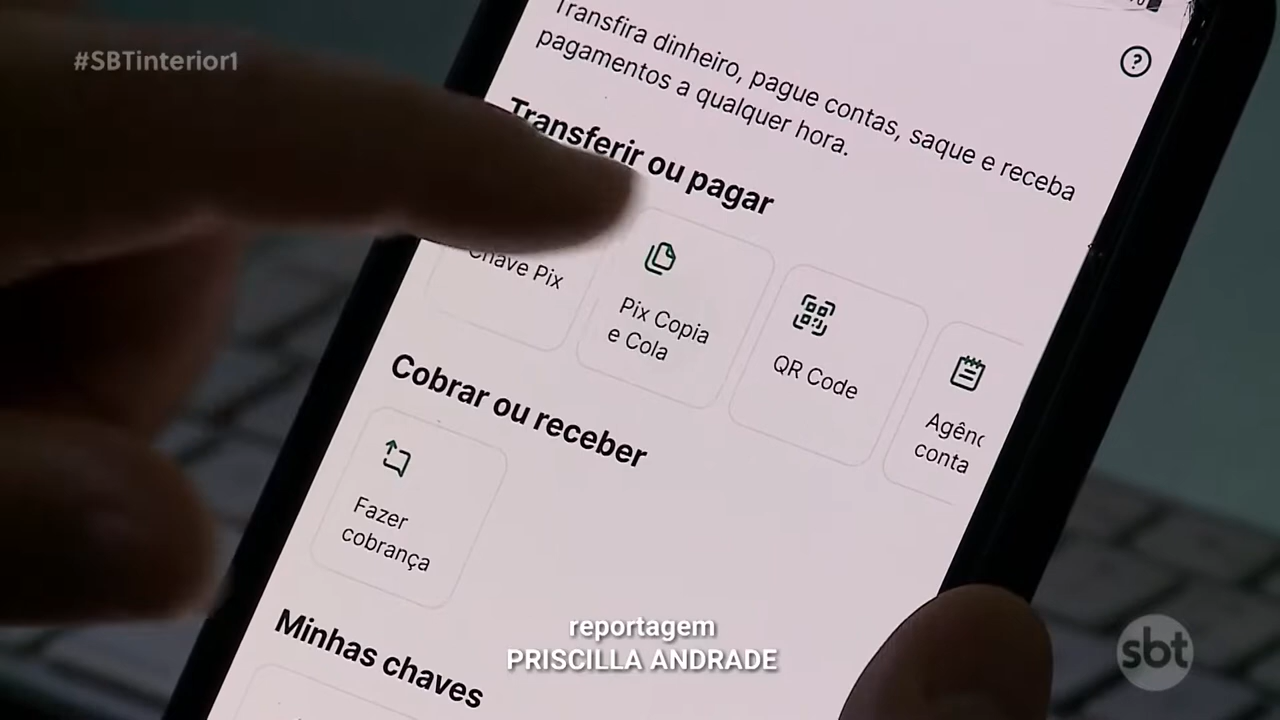 #SBTinterior1
Transfira dinheiro, pague contas, saque e receba
pagamentos a qualquer hora.
?
Transferir ou pagar
Chave Pix
Pix Copia
e Cola
QR Code
Agênc
conta
Cobrar ou receber
Fazer
cobrança
Minhas chaves
reportagem
PRISCILLA ANDRADE
sbt